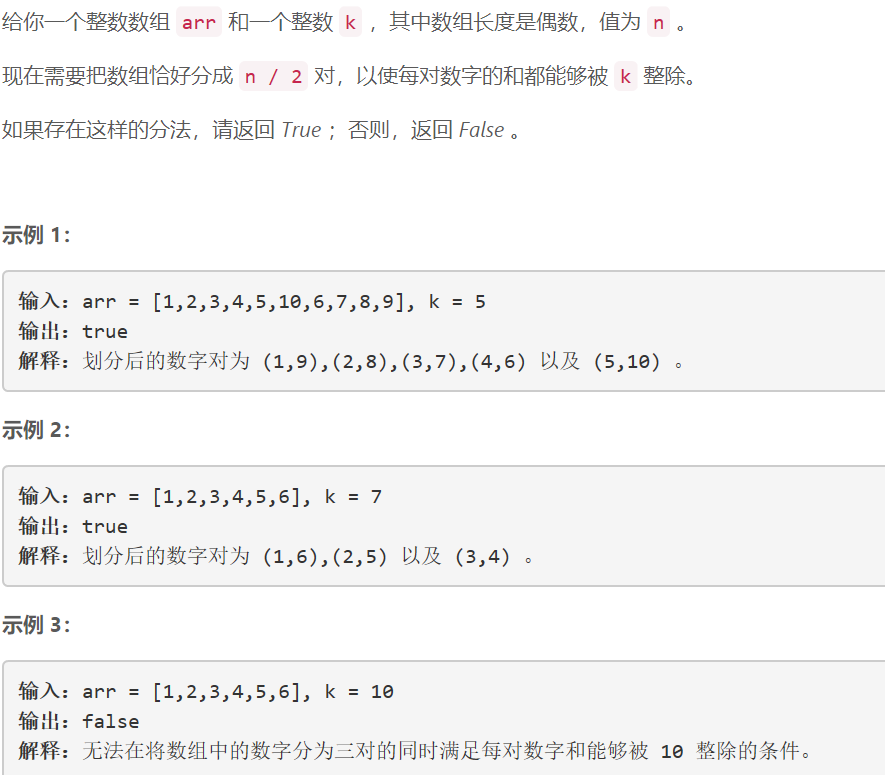 给你一个整数数组 arr 和一个整数 k ，其中数组长度是偶数，值为 n 。
现在需要把数组恰好分成 n / 2 对，以使每对数字的和都能够被 k 整除。
如果存在这样的分法，请返回 True ；否则，返回 False 。
示例 1：
输入：arr = [1,2,3,4,5,10,6,7,8,9], k = 5
输出：true
解释：划分后的数字对为 (1,9),(2,8),(3,7),(4,6) 以及 (5,10) 。
示例 2：
输入：arr = [1,2,3,4,5,6], k = 7
输出：true
解释：划分后的数字对为 (1,6),(2,5) 以及 (3,4) 。
示例 3：
输入：arr = [1,2,3,4,5,6], k = 10
输出：false
解释：无法在将数组中的数字分为三对的同时满足每对数字和能够被 10 整除的条件。